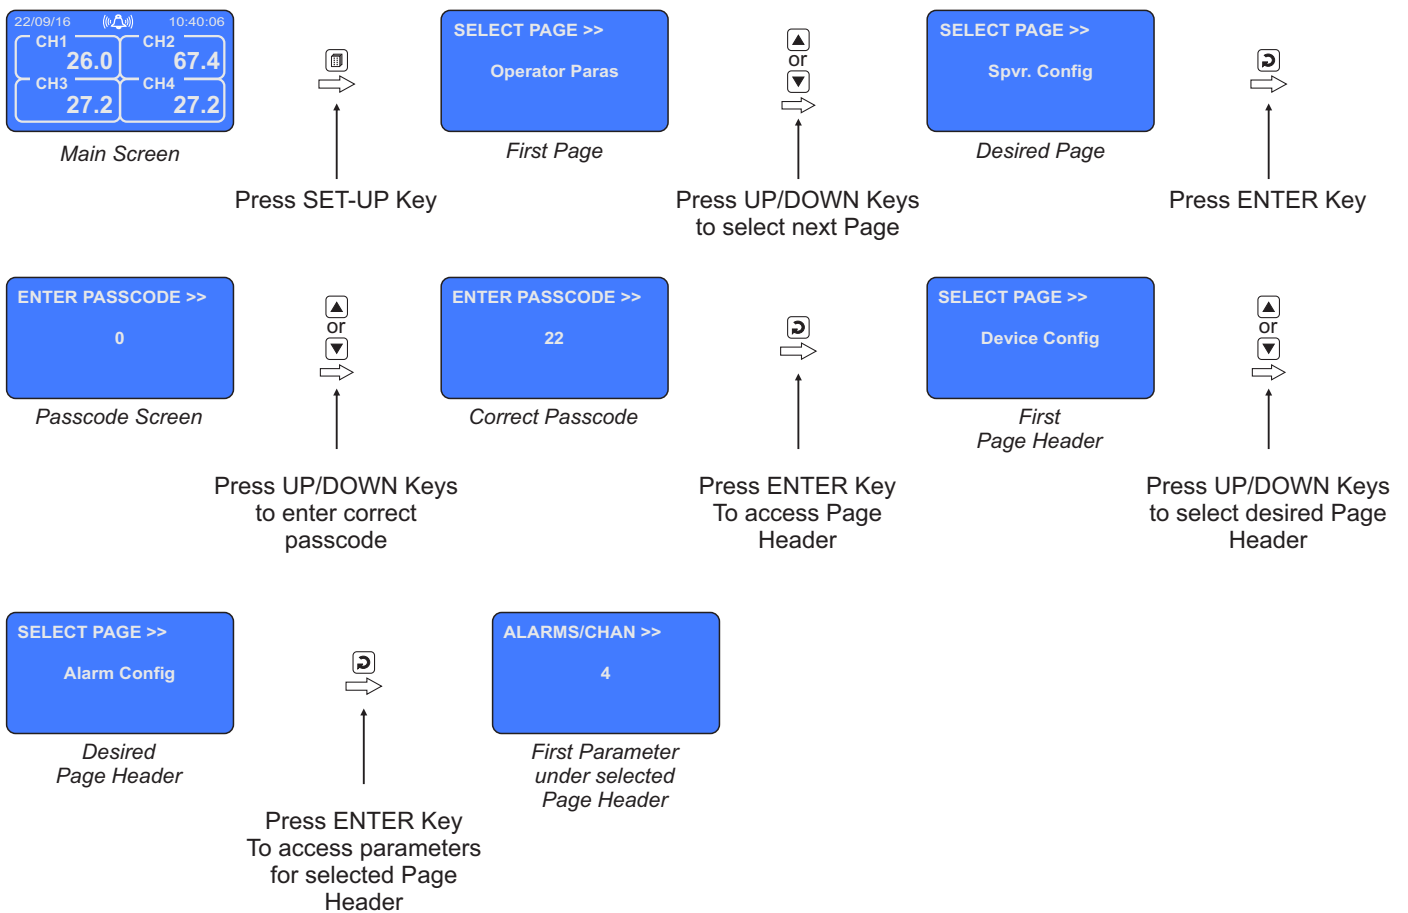 22/09/16 10:40:06
CH1 CH2
26.0 67.4
CH3 CH4
27.2 27.2
Main Screen
Press SET-UP Key
SELECT PAGE >>
Operator Paras
First Page
or
Press UP/DOWN Keys
to select next Page
SELECT PAGE >>
Spvr. Config
Desired Page
Press ENTER Key
ENTER PASSCODE >>
0
Passcode Screen
or
Press UP/DOWN Keys
to enter correct
passcode
ENTER PASSCODE >>
22
Correct Passcode
Press ENTER Key
To access Page
Header
SELECT PAGE >>
Device Config
First
Page Header
or
Press UP/DOWN Keys
to select desired Page
Header
SELECT PAGE >>
Alarm Config
Desired
Page Header
Press ENTER Key
To access parameters
for selected Page
Header
ALARMS/CHAN >>
4
First Parameter
under selected
Page Header